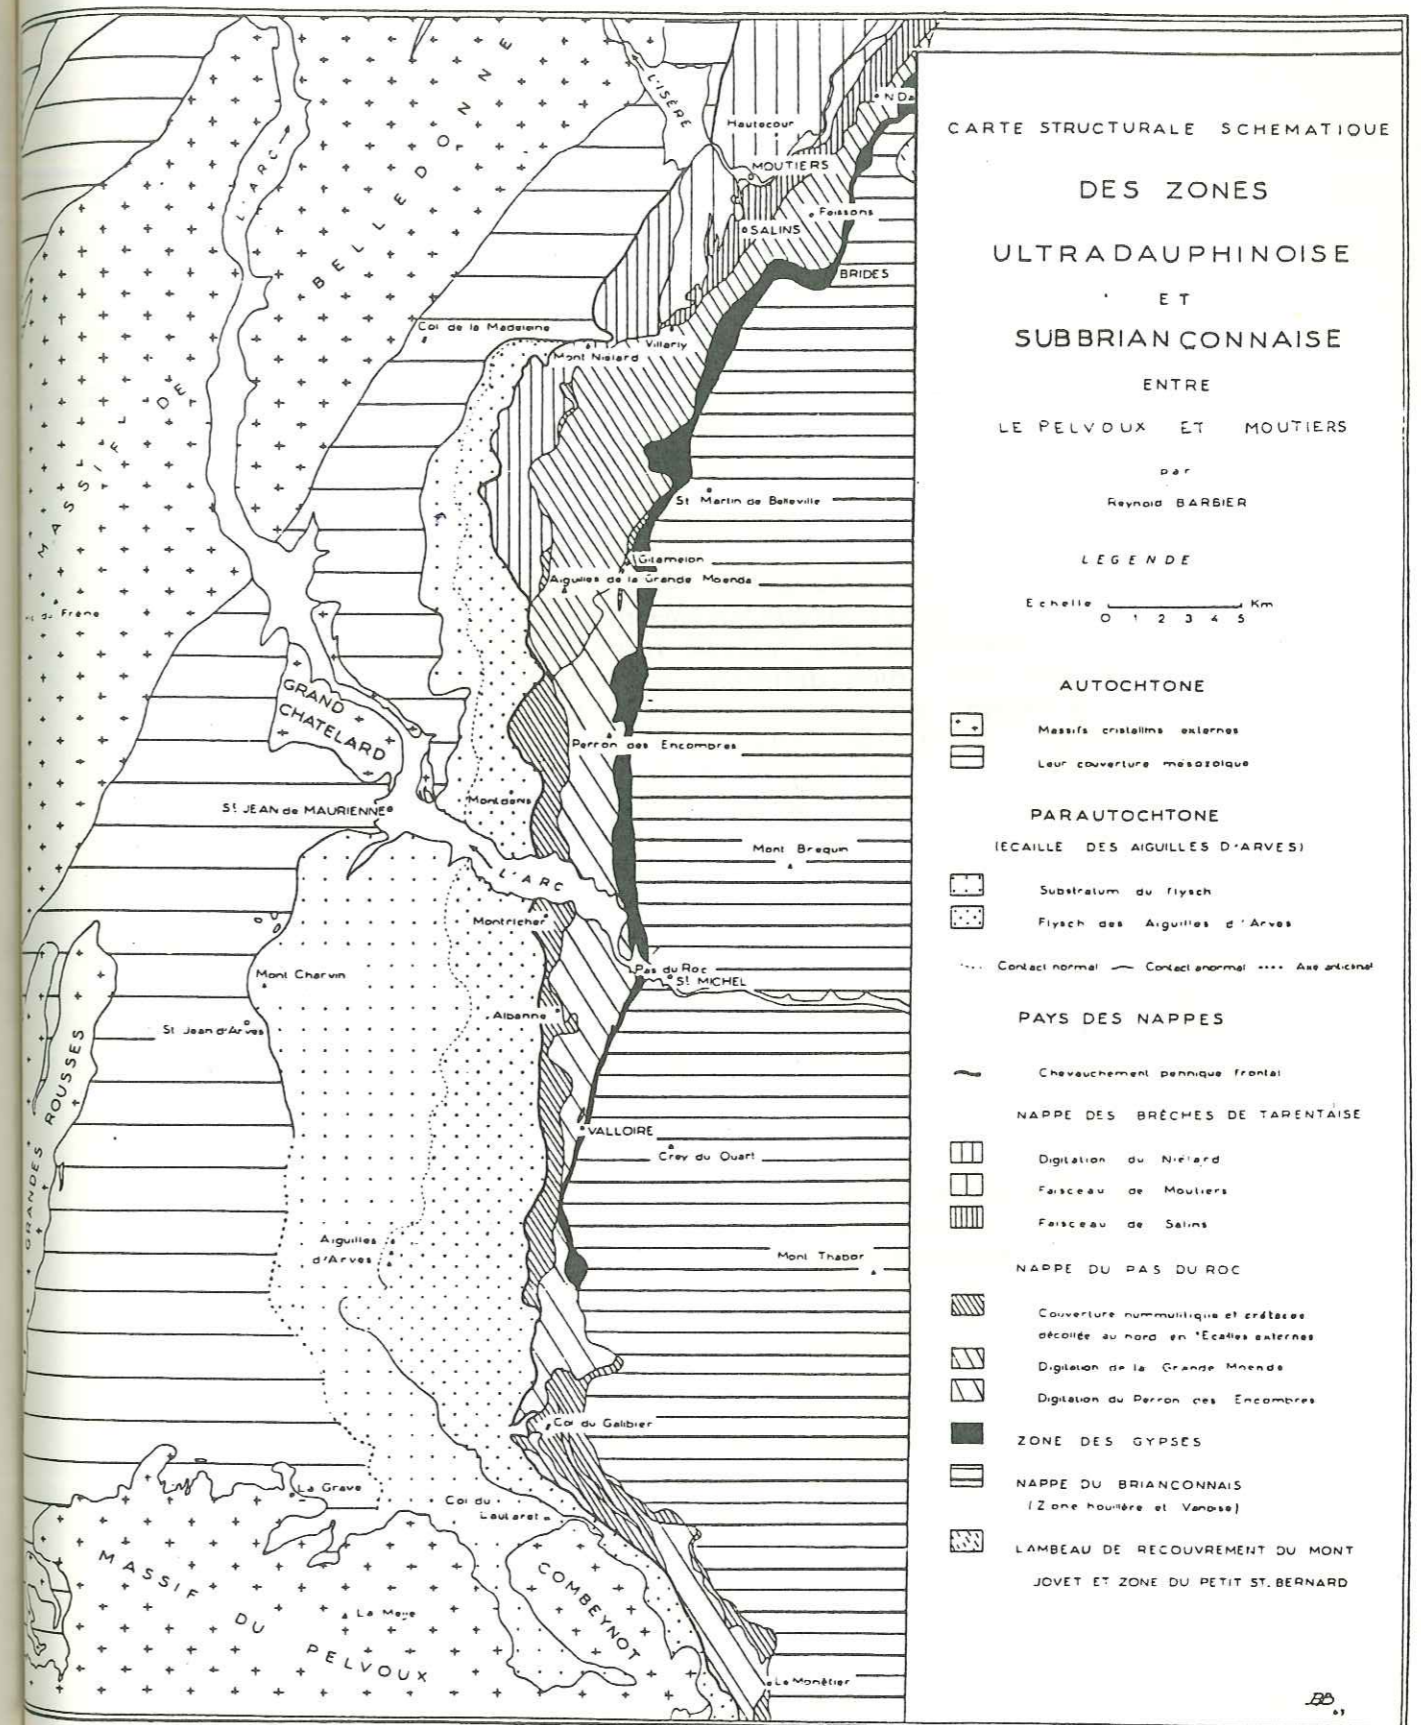 CARTE STRUCTURALE SCHEMATIQUE
DES ZONES
ULTRADAUPHINOISE
ET
SUBBRIANÇONNAISE
ENTRE
LE PELVOUX ET MOUTIERS
par
Reynold BARBIER
LEGENDE
Echelle Km
0 1 2 3 4 5
AUTOCHTONE
Massifs cristallins externes
Leur couverture mésozoïque
PARAUTOCHTONE
(ECAILLE DES AIGUILLES D'ARVES)
Substratum du flysch
Flysch des Aiguilles d'Arves
Contact normal Contact anormal Axe anticlinal
PAYS DES NAPPES
Chevauchement pennique frontal
NAPPE DES BRÈCHES DE TARENTAISE
Digitation du Niélard
Faisceau de Moutiers
Faisceau de Salins
NAPPE DU PAS DU ROC
Couverture nummulitique et crétacée
décollée au nord en "Ecailles externes
Digitation de la Grande Moenda
Digitation du Perron des Encombres
ZONE DES GYPSES
NAPPE DU BRIANCONNAIS
(Zone houillère et Vanoise)
LAMBEAU DE RECOUVREMENT DU MONT
JOVET ET ZONE DU PETIT ST. BERNARD
MASSIF DE BELLEDONNE
L'ARC
L'ISÈRE
N D
Hautecour
MOUTIERS
Feissons
SALINS
BRIDES
Col de la Madeleine
Mont Niélard
Villarly
St Martin de Belleville
Gitamelon
Aiguilles de la Grande Moenda
du Frêne
GRAND
CHATELARD
Perron des Encombres
Montdenis
St JEAN de MAURIENNE
Mont Brequin
L'ARC
Montricher
Pas du Roc
St MICHEL
Mont Charvin
Albanne
St Jean d'Arves
GRANDES ROUSSES
VALLOIRE
Crey du Quart
Aiguilles
d'Arves
Mont Thabor
Col du Galibier
La Grave
Col du
Lautaret
MASSIF DU PELVOUX
COMBEYNOT
La Meije
Le Monêtier